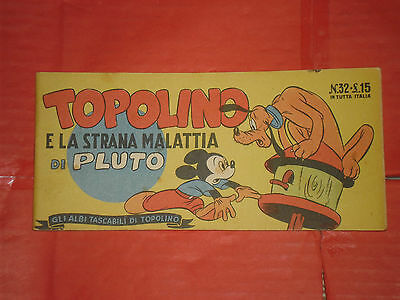 TOPOLINO
E LA STRANA MALATTIA
DI PLUTO
N.32-£.15
IN TUTTA ITALIA
GLI ALBI TASCABILI DI TOPOLINO